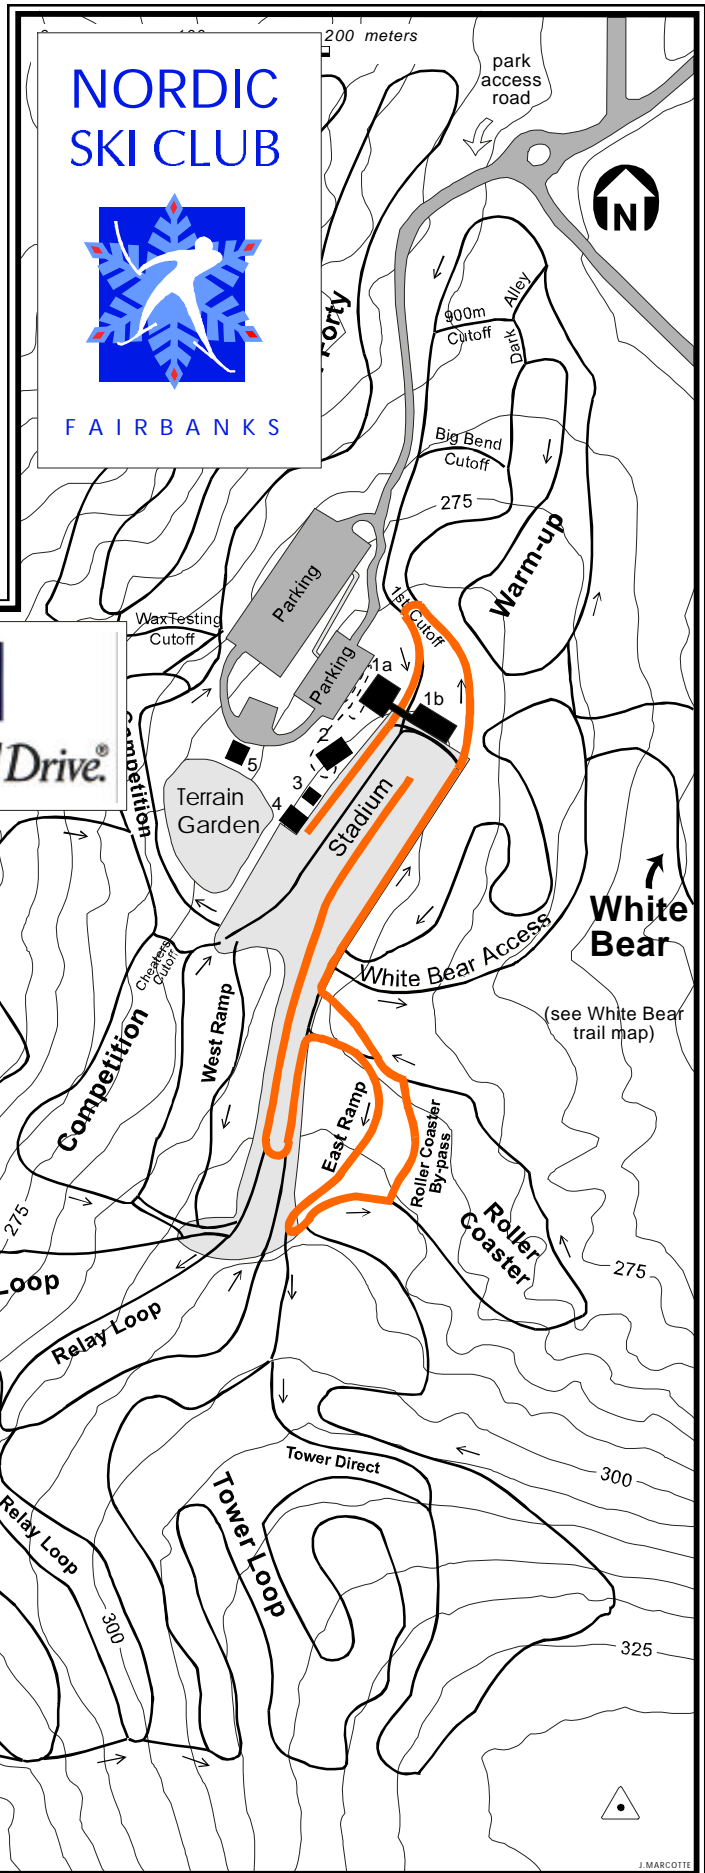 200 meters
NORDIC
SKI CLUB
FAIRBANKS
park
access
road
N
Forty
900m
Cutoff
Dark
Alley
Big Bend
Cutoff
275
Warm-up
Parking
Parking
1st Cutoff
WaxTesting
Cutoff
1a
1b
2
3
4
5
Drive.®
Competition
Terrain
Garden
Stadium
White
Bear
White Bear Access
(see White Bear
trail map)
Cheaters
Cutoff
Competition
West Ramp
East Ramp
Roller Coaster
By-pass
Roller
Coaster
275
275
Loop
Relay Loop
Tower Direct
300
Tower Loop
Relay Loop
300
325
J.MARCOTTE